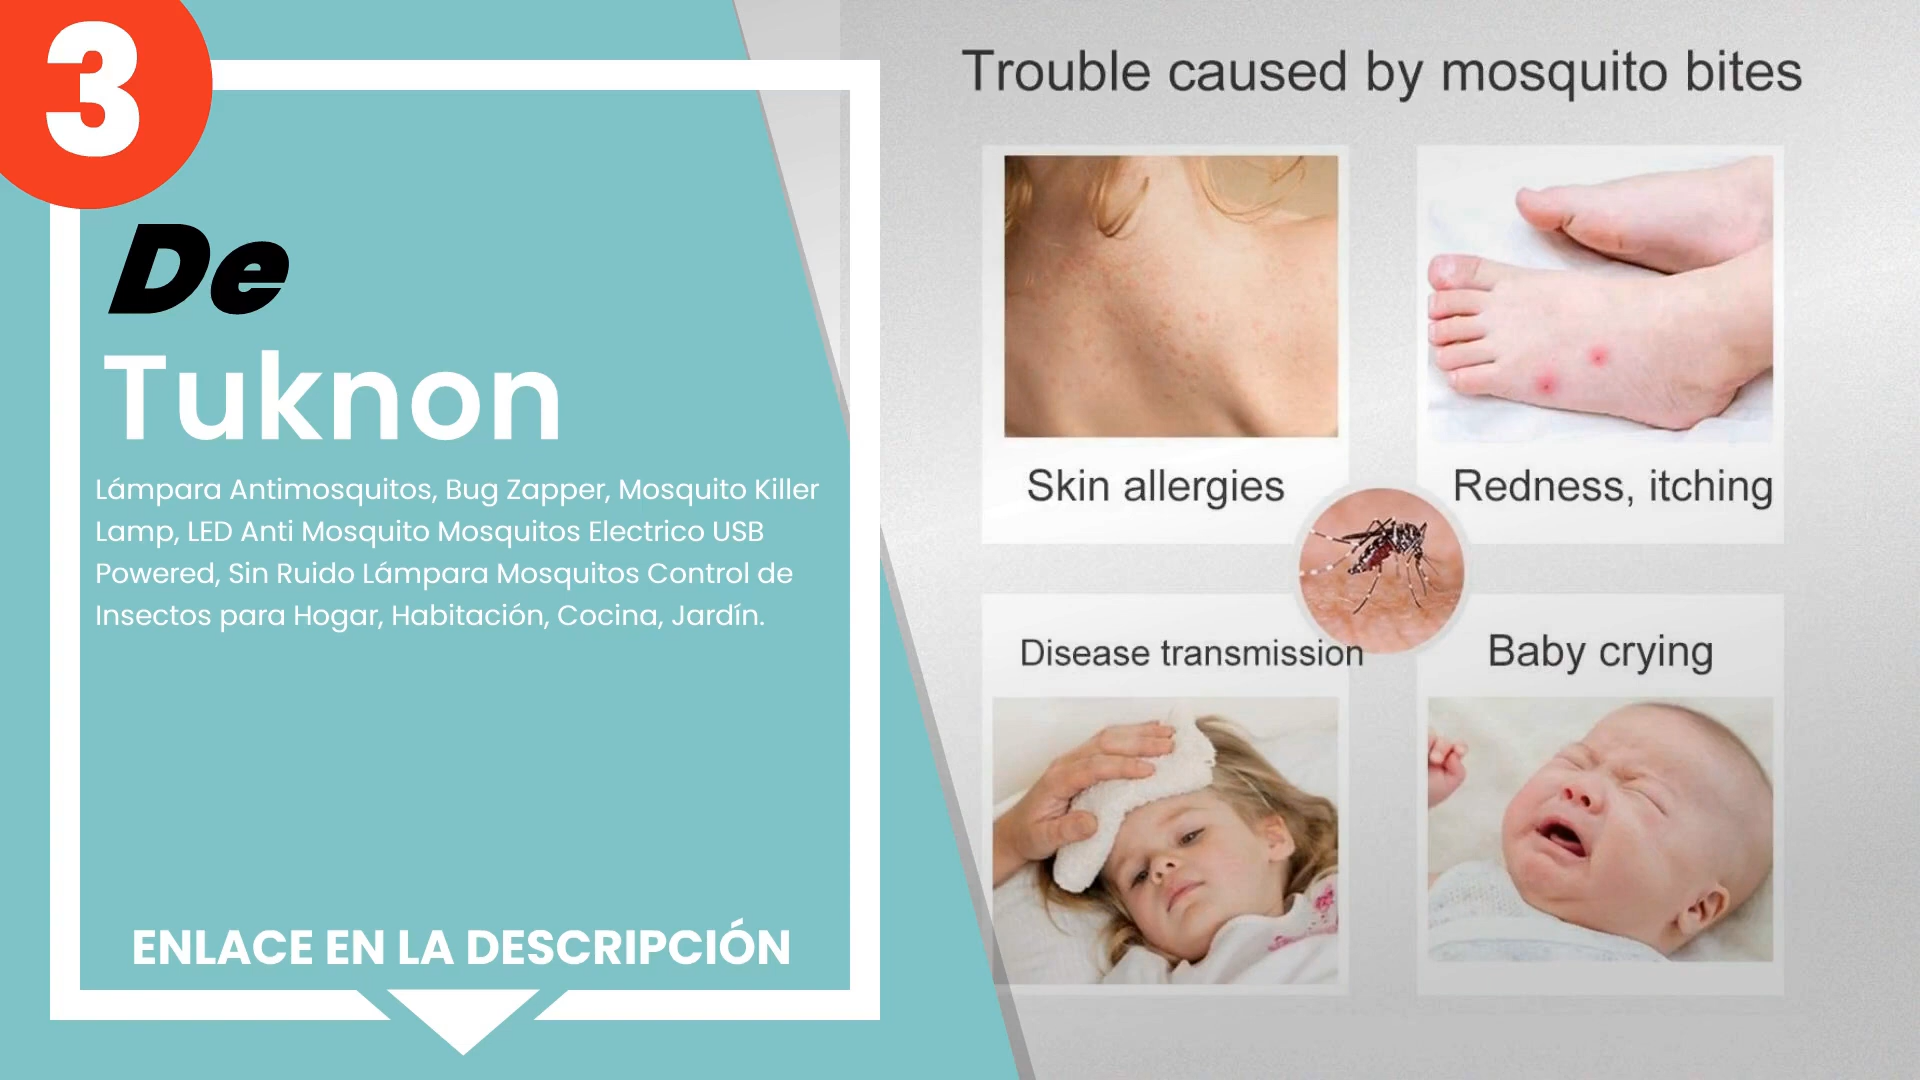 3
De
Tuknon
Lámpara Antimosquitos, Bug Zapper, Mosquito Killer
Lamp, LED Anti Mosquito Mosquitos Electrico USB
Powered, Sin Ruido Lámpara Mosquitos Control de
Insectos para Hogar, Habitación, Cocina, Jardín.
ENLACE EN LA DESCRIPCIÓN
Trouble caused by mosquito bites
Skin allergies
Redness, itching
Disease transmission
Baby crying